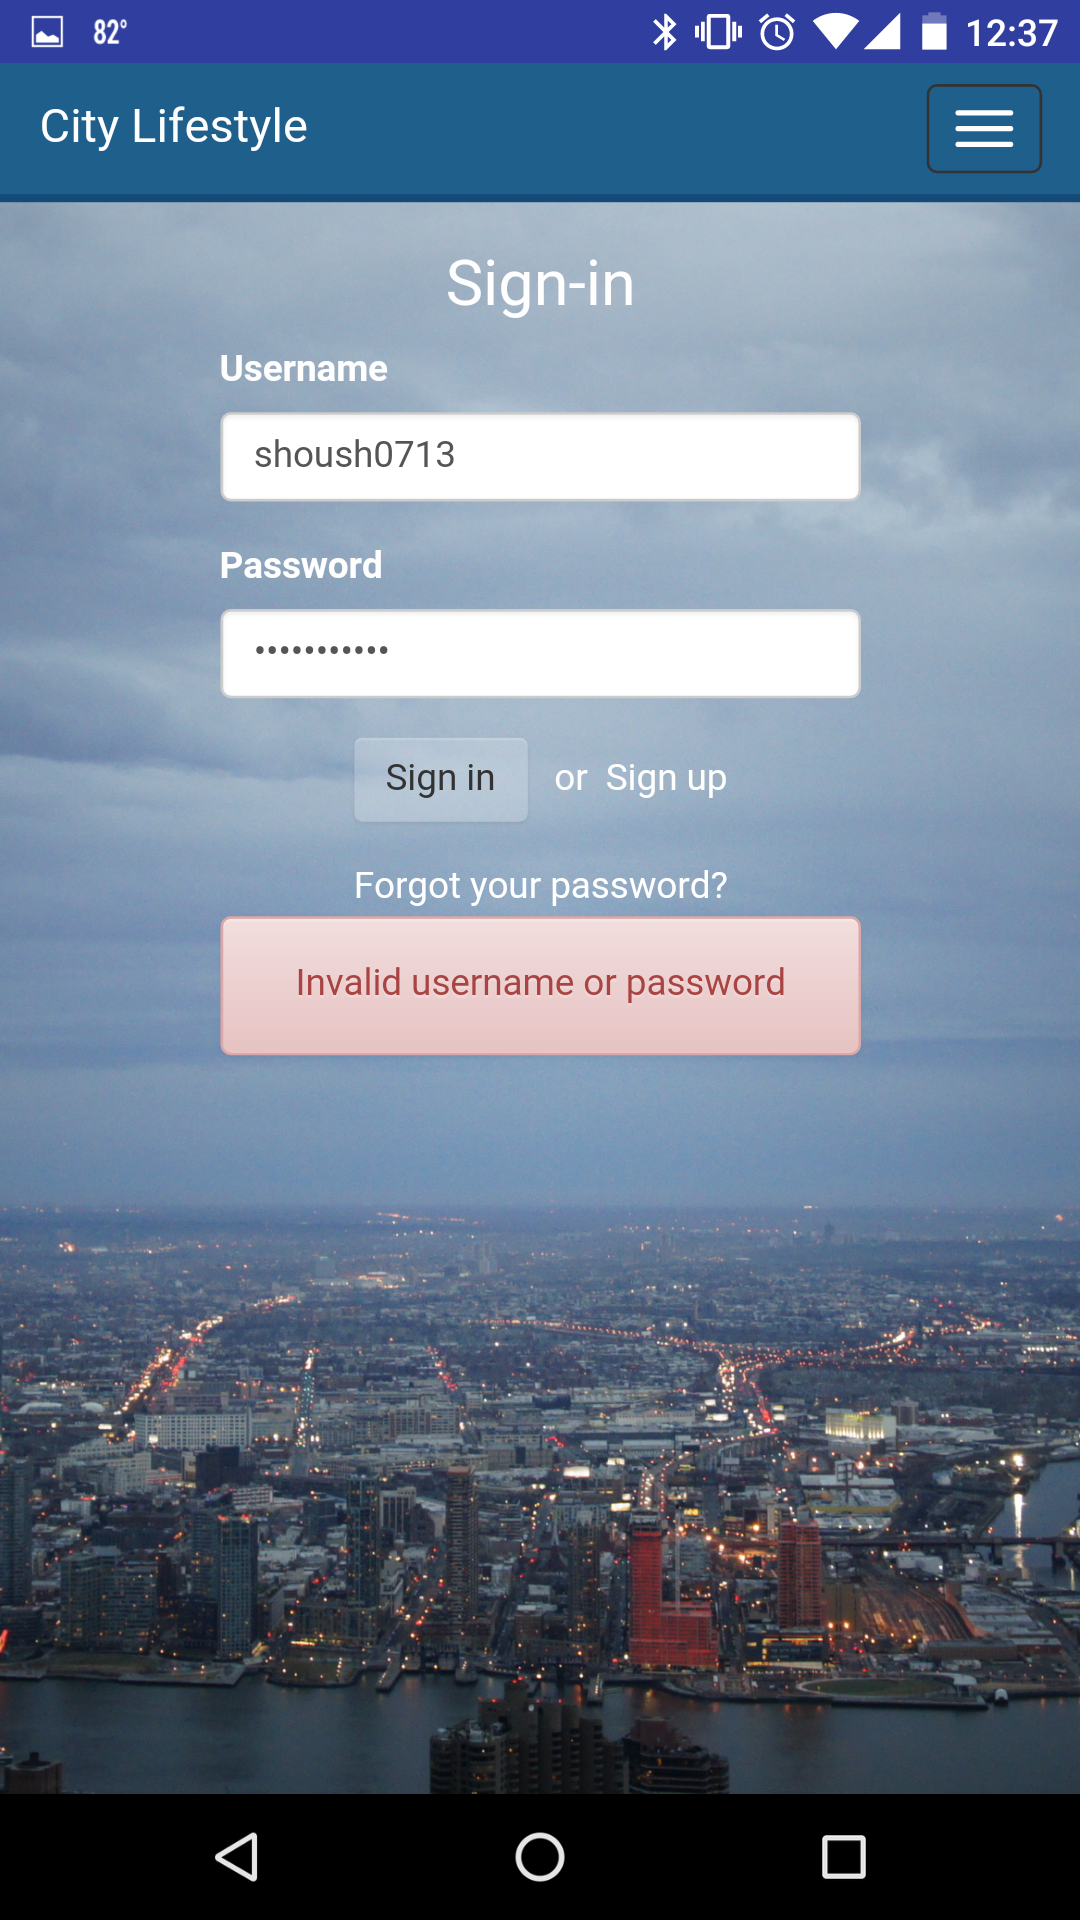 82°
12:37
City Lifestyle
Sign-in
Username
shoush0713
Password
•••••••••••
Sign in or Sign up
Forgot your password?
Invalid username or password